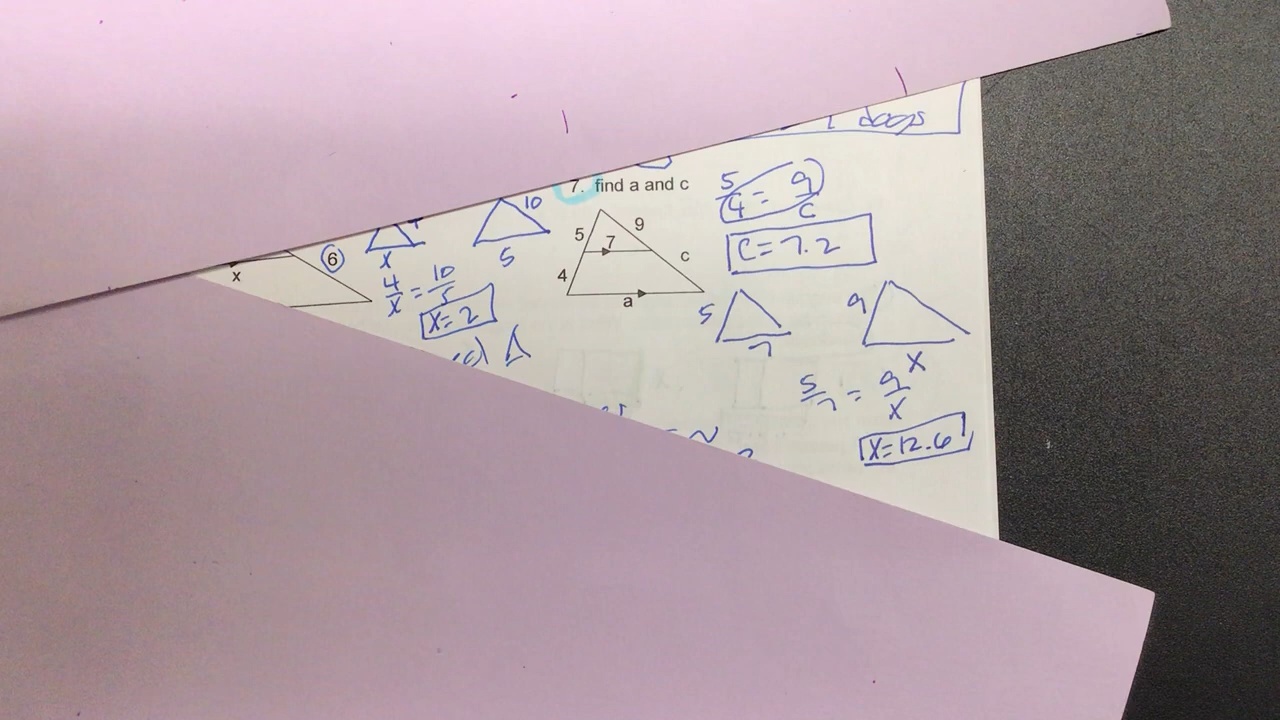 doops
7. find a and c
5/4 = 9/c
C = 7.2
5
7
9
c
4
a
5
7
9
x
5/7 = 9/x
x = 12.6
x
6
x
10
5
4/x = 10/5
x = 2